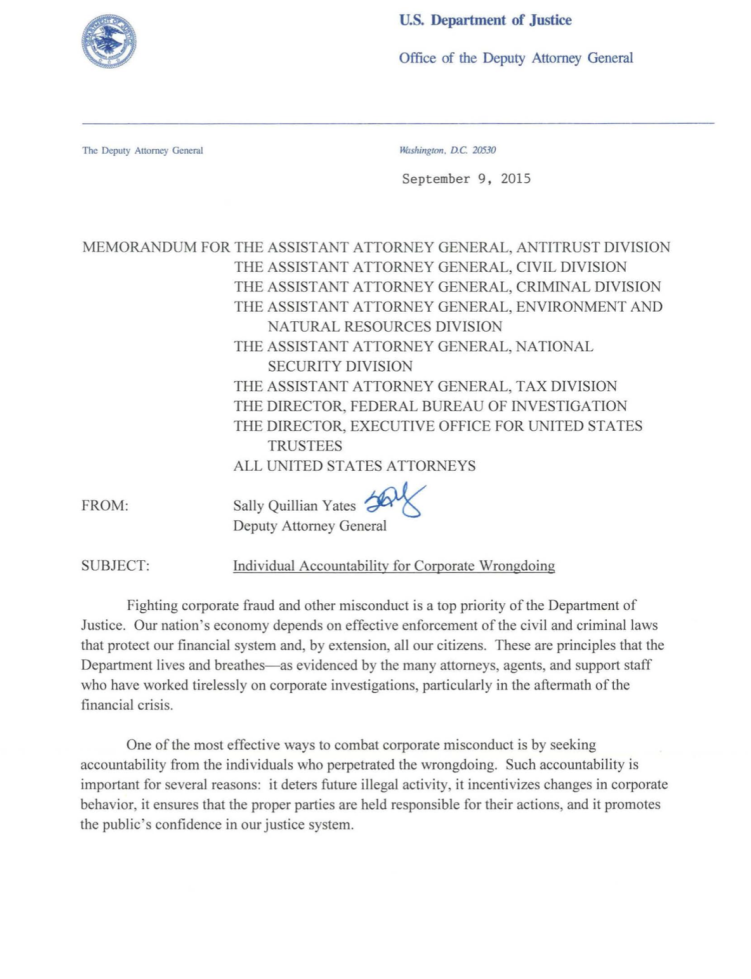 U.S. Department of Justice
Office of the Deputy Attorney General
The Deputy Attorney General
Washington, D.C. 20530
September 9, 2015
MEMORANDUM FOR THE ASSISTANT ATTORNEY GENERAL, ANTITRUST DIVISION
THE ASSISTANT ATTORNEY GENERAL, CIVIL DIVISION
THE ASSISTANT ATTORNEY GENERAL, CRIMINAL DIVISION
THE ASSISTANT ATTORNEY GENERAL, ENVIRONMENT AND
NATURAL RESOURCES DIVISION
THE ASSISTANT ATTORNEY GENERAL, NATIONAL
SECURITY DIVISION
THE ASSISTANT ATTORNEY GENERAL, TAX DIVISION
THE DIRECTOR, FEDERAL BUREAU OF INVESTIGATION
THE DIRECTOR, EXECUTIVE OFFICE FOR UNITED STATES
TRUSTEES
ALL UNITED STATES ATTORNEYS
FROM: Sally Quillian Yates
Deputy Attorney General
SUBJECT: Individual Accountability for Corporate Wrongdoing
Fighting corporate fraud and other misconduct is a top priority of the Department of
Justice. Our nation's economy depends on effective enforcement of the civil and criminal laws
that protect our financial system and, by extension, all our citizens. These are principles that the
Department lives and breathes—as evidenced by the many attorneys, agents, and support staff
who have worked tirelessly on corporate investigations, particularly in the aftermath of the
financial crisis.
One of the most effective ways to combat corporate misconduct is by seeking
accountability from the individuals who perpetrated the wrongdoing. Such accountability is
important for several reasons: it deters future illegal activity, it incentivizes changes in corporate
behavior, it ensures that the proper parties are held responsible for their actions, and it promotes
the public's confidence in our justice system.